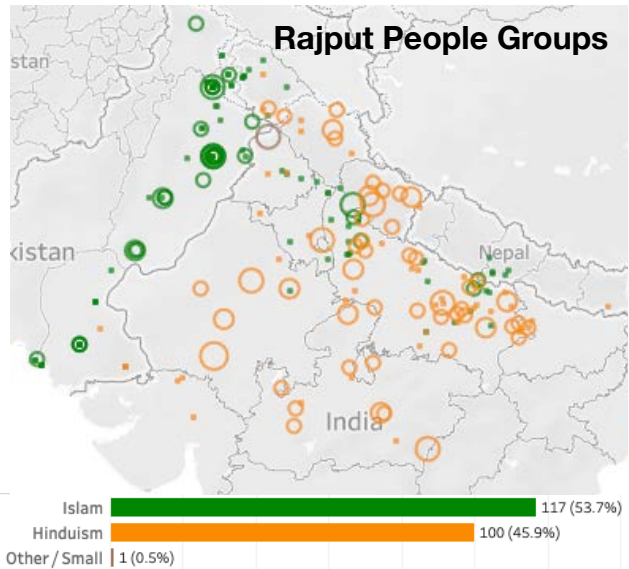 Rajput People Groups
stan
kistan
Nepal
India
Islam 117 (53.7%)
Hinduism 100 (45.9%)
Other / Small 1 (0.5%)